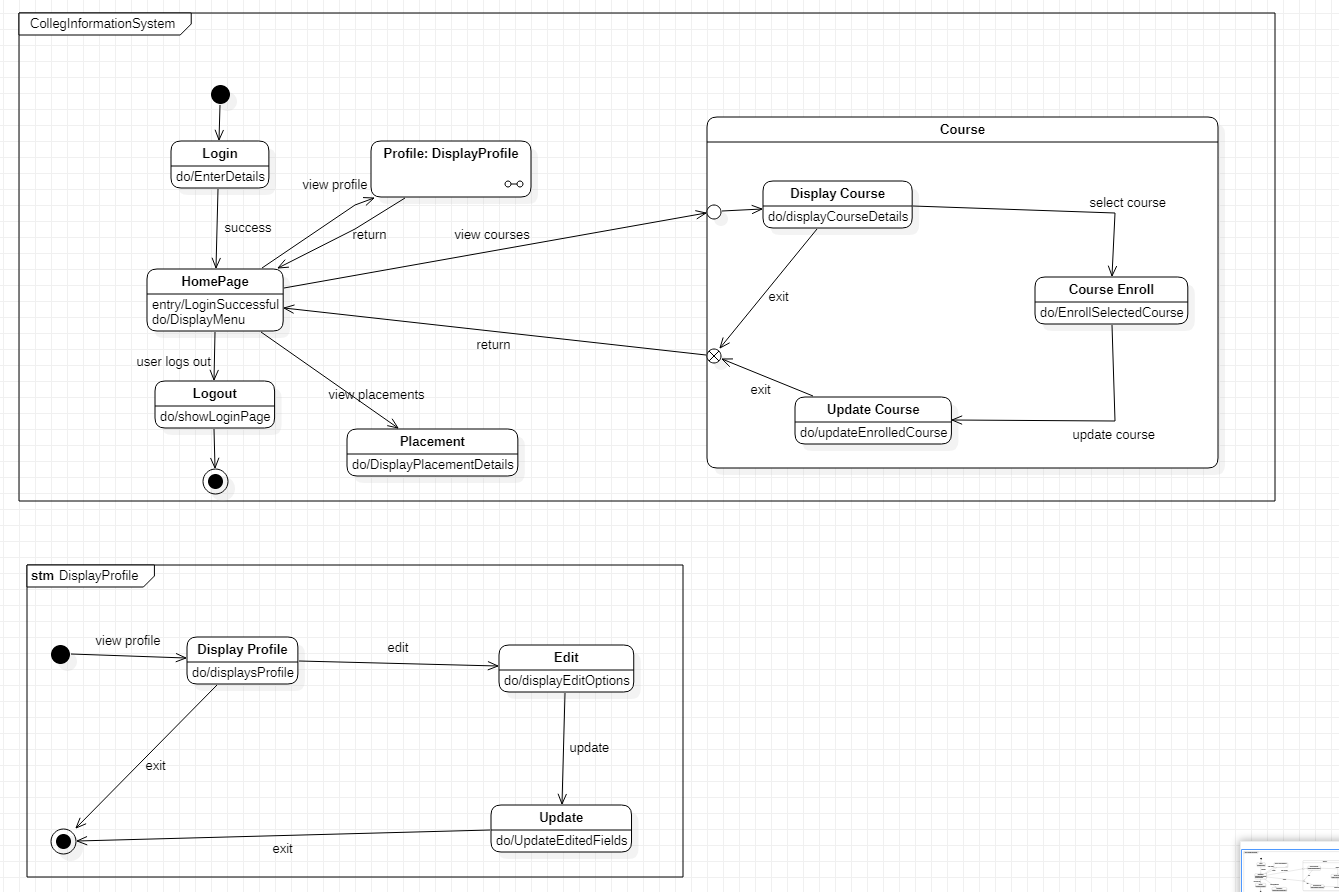 CollegInformationSystem
Login
do/EnterDetails
success
view profile
Profile: DisplayProfile
return
view courses
HomePage
entry/LoginSuccessful
do/DisplayMenu
return
user logs out
Logout
do/showLoginPage
view placements
Placement
do/DisplayPlacementDetails
Course
Display Course
do/displayCourseDetails
select course
exit
Course Enroll
do/EnrollSelectedCourse
exit
Update Course
do/updateEnrolledCourse
update course
stm DisplayProfile
view profile
Display Profile
do/displaysProfile
edit
Edit
do/displayEditOptions
exit
update
Update
do/UpdateEditedFields
exit